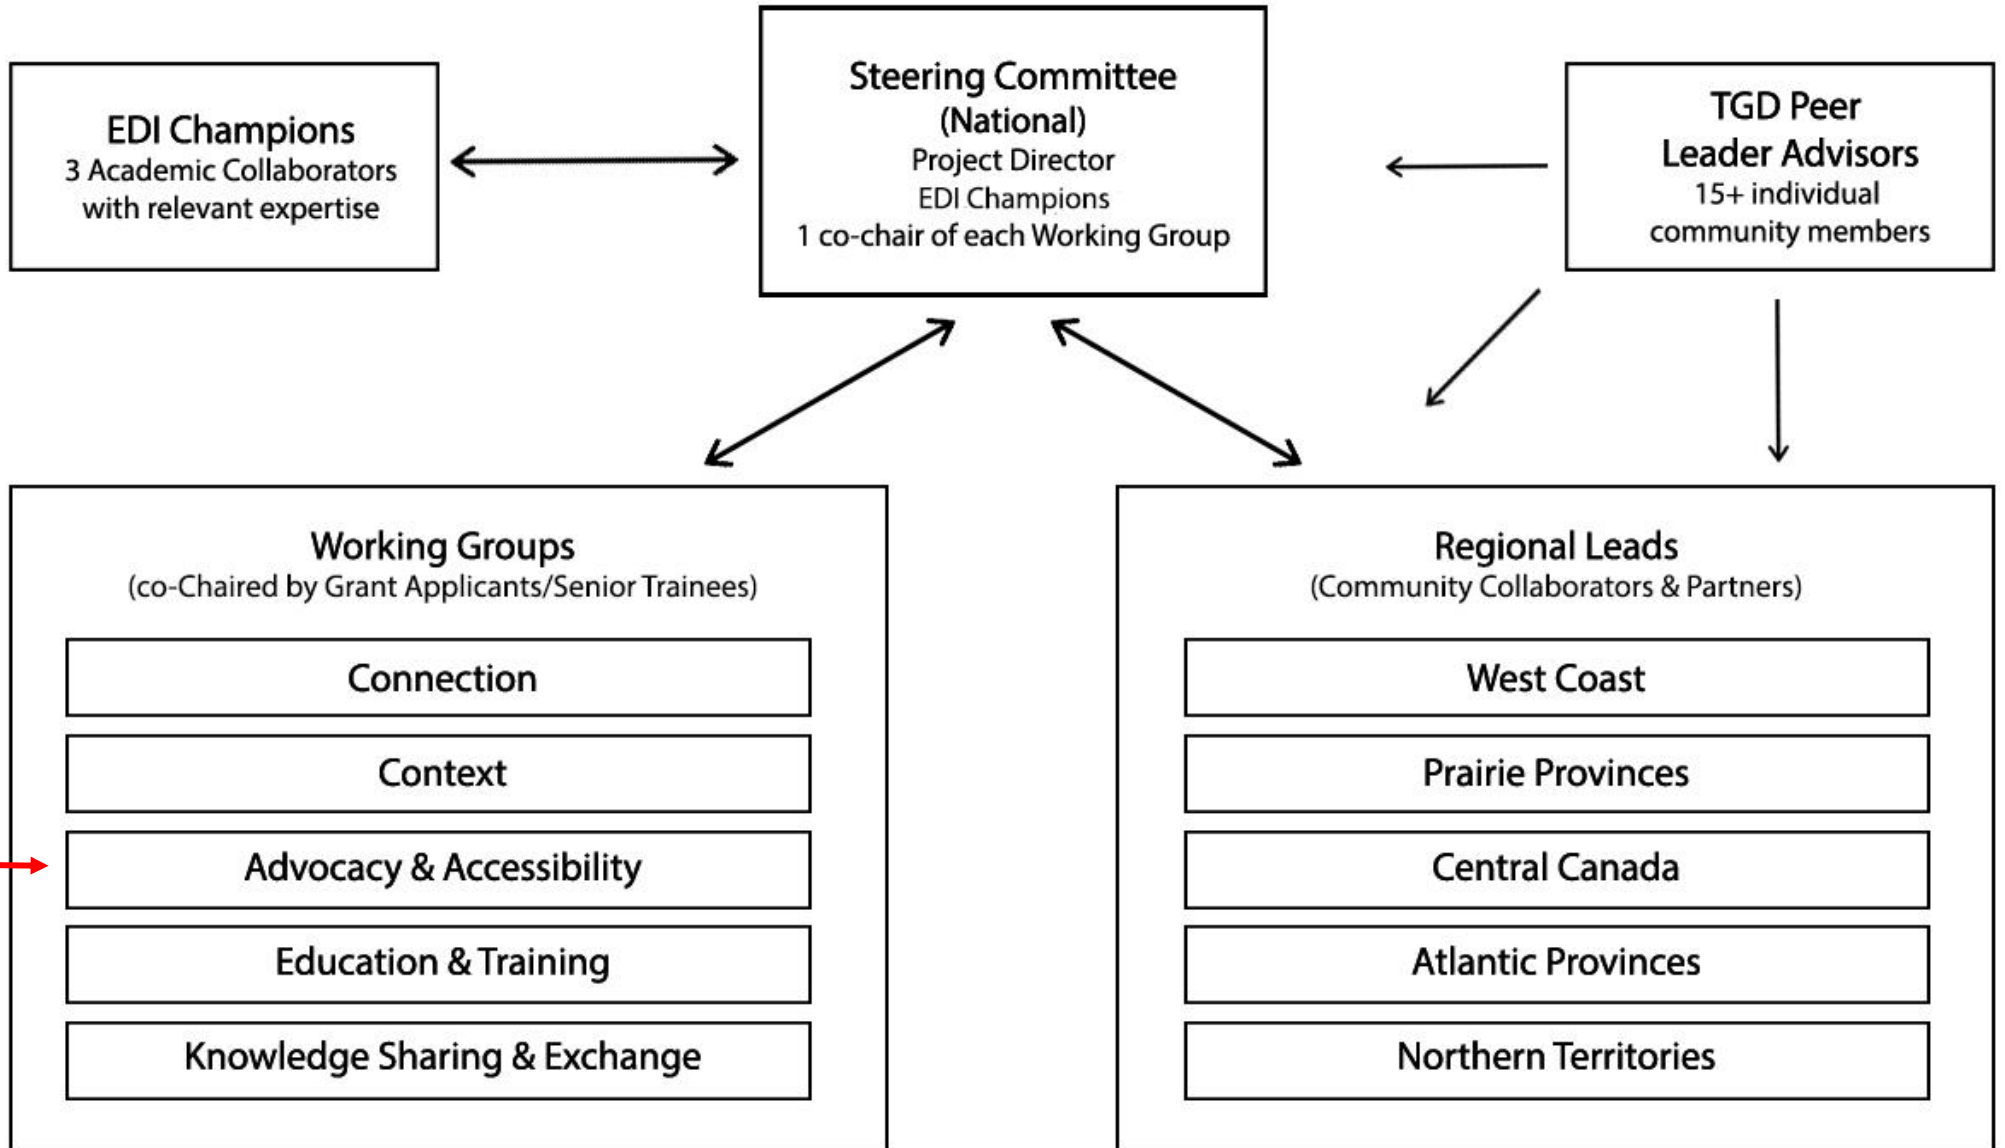 EDI Champions
3 Academic Collaborators
with relevant expertise
Steering Committee
(National)
Project Director
EDI Champions
1 co-chair of each Working Group
TGD Peer
Leader Advisors
15+ individual
community members
Working Groups
(co-Chaired by Grant Applicants/Senior Trainees)
Connection
Context
Advocacy & Accessibility
Education & Training
Knowledge Sharing & Exchange
Regional Leads
(Community Collaborators & Partners)
West Coast
Prairie Provinces
Central Canada
Atlantic Provinces
Northern Territories